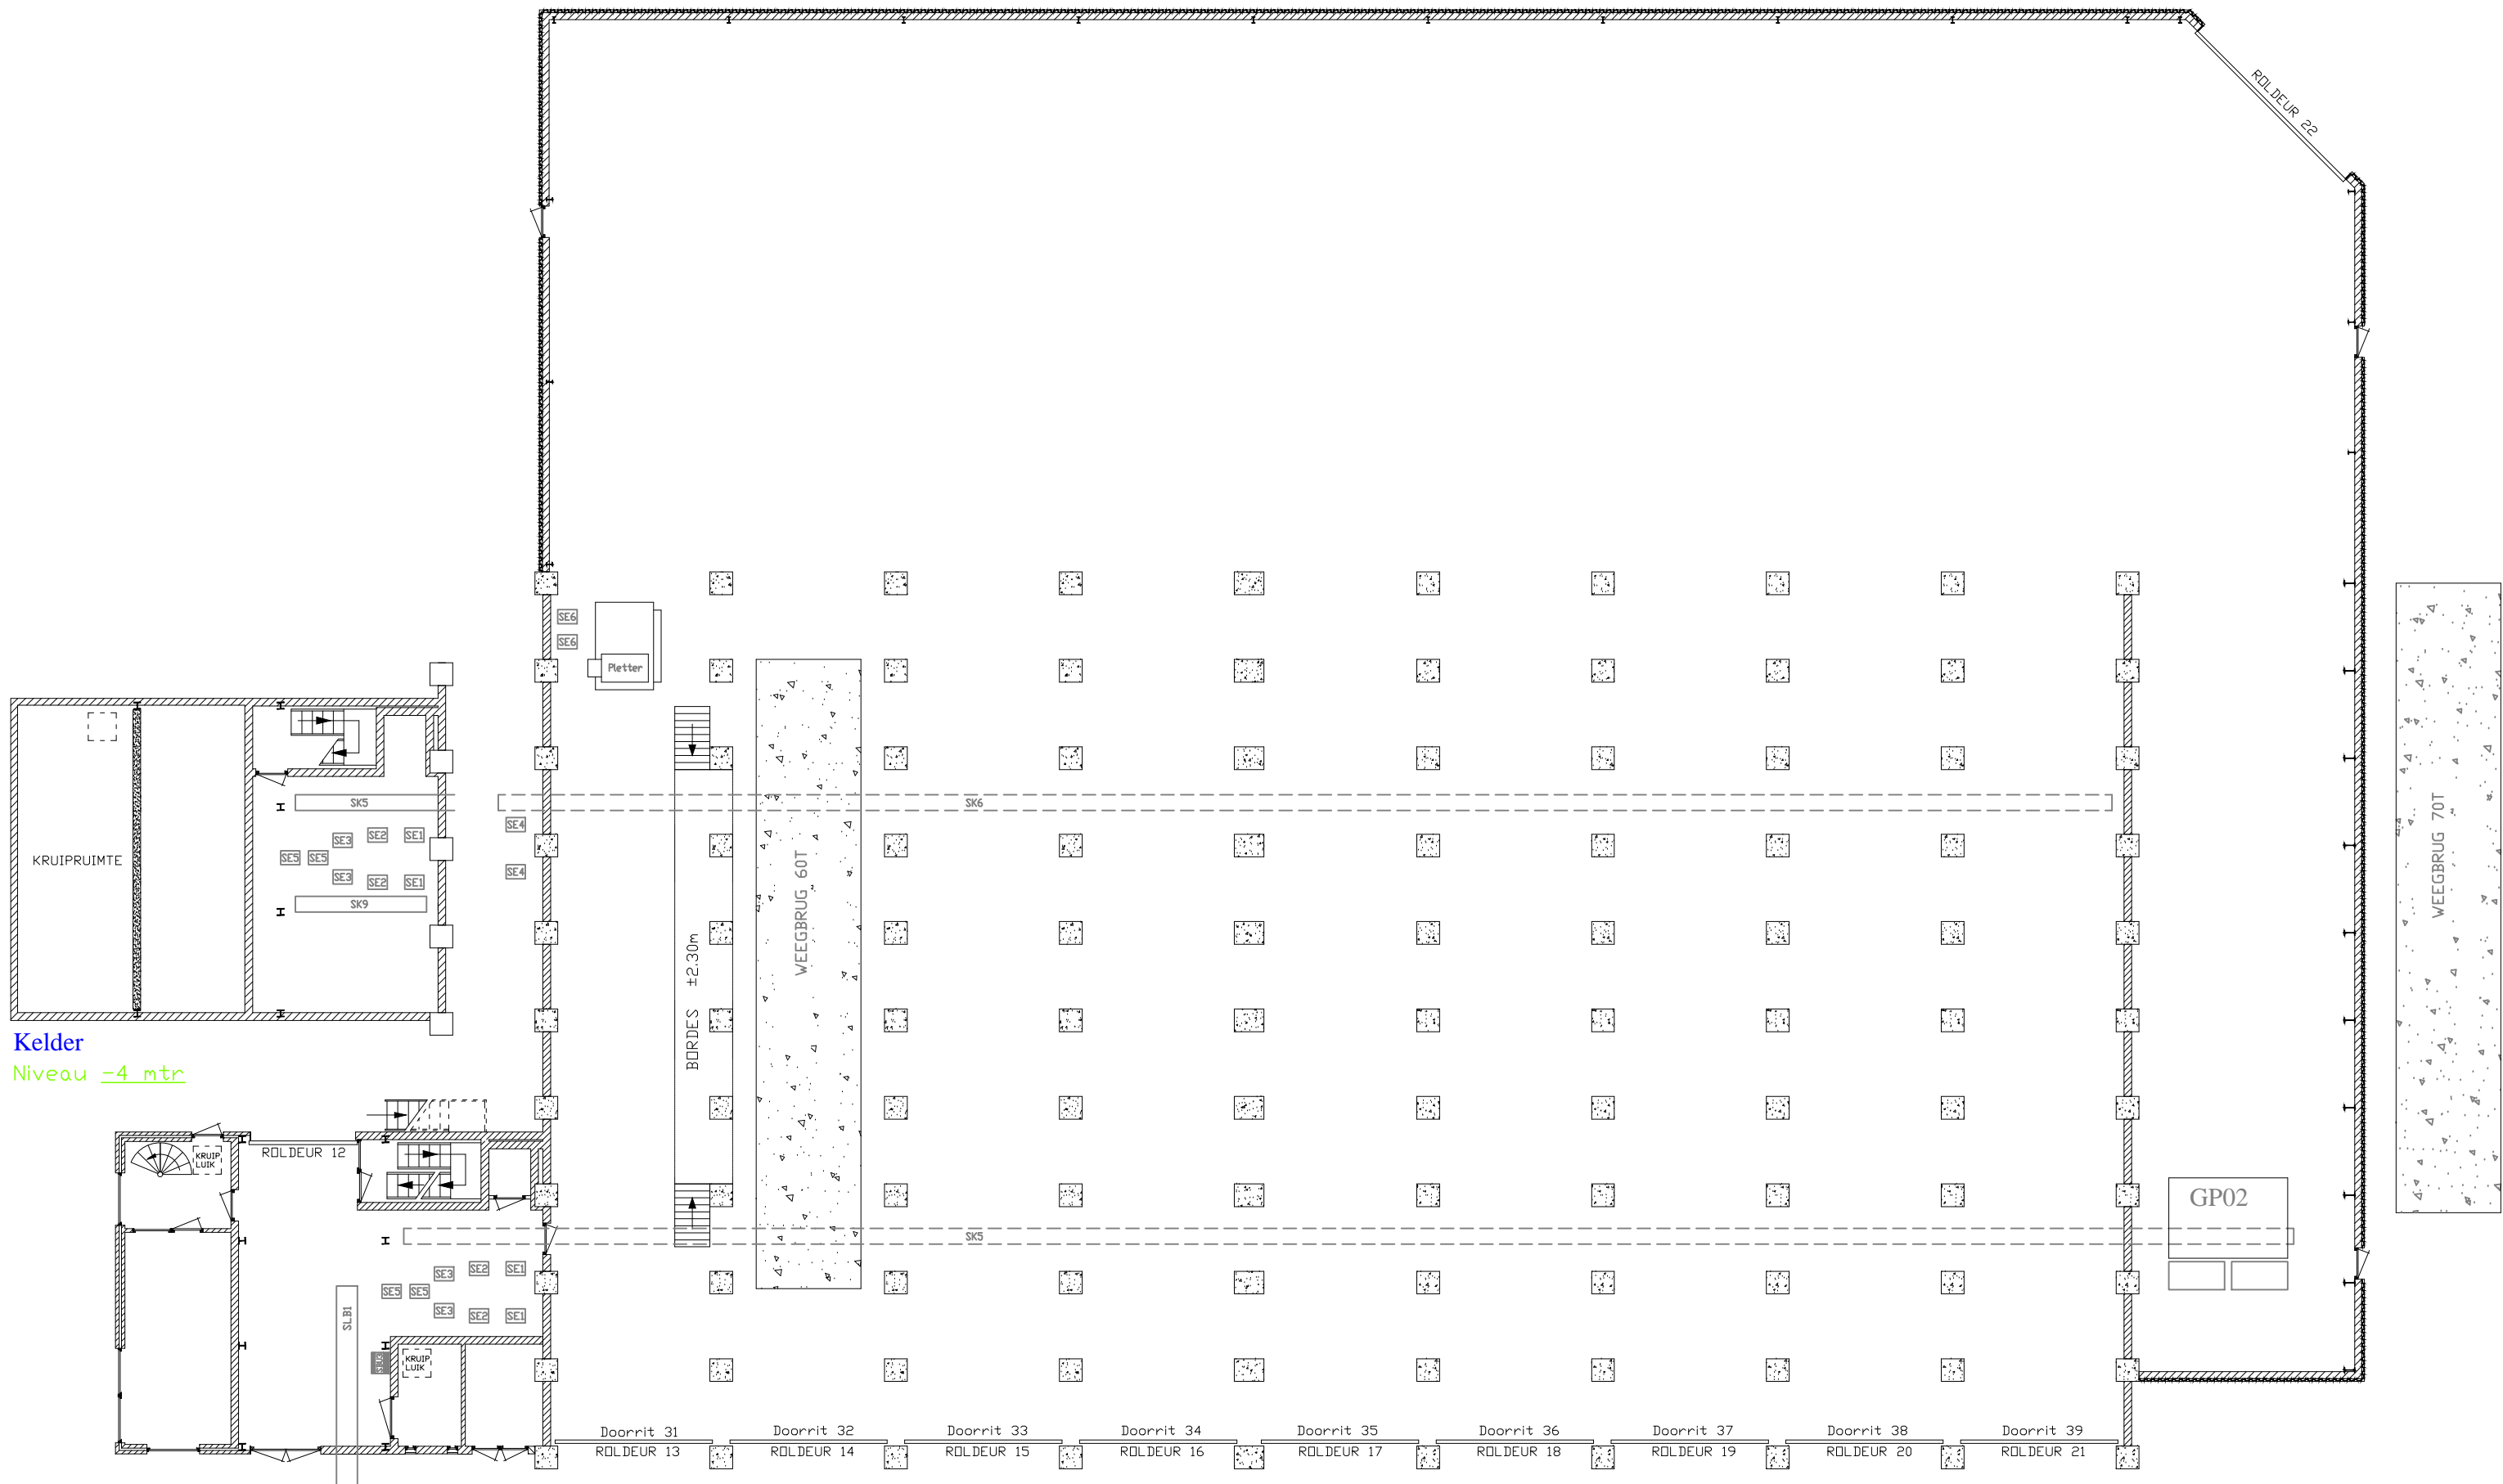 ROLDEUR 22
SE6
SE6
Pletter
SK5
SK6
SE4
SE3
SE2
SE1
SE5
SE5
KRUIPRUIMTE
SE3
SE2
SE1
SE4
SK9
WEEGBRUG 60T
WEEGBRUG 70T
BORDES ±2.30m
Kelder
Niveau -4 mtr
KRUIP
LUIK
ROLDEUR 12
GP02
SK5
SE3
SE2
SE1
SE5
SE5
SE3
SE2
SE1
SLB1
KRUIP
LUIK
Doorrit 31
Doorrit 32
Doorrit 33
Doorrit 34
Doorrit 35
Doorrit 36
Doorrit 37
Doorrit 38
Doorrit 39
ROLDEUR 13
ROLDEUR 14
ROLDEUR 15
ROLDEUR 16
ROLDEUR 17
ROLDEUR 18
ROLDEUR 19
ROLDEUR 20
ROLDEUR 21